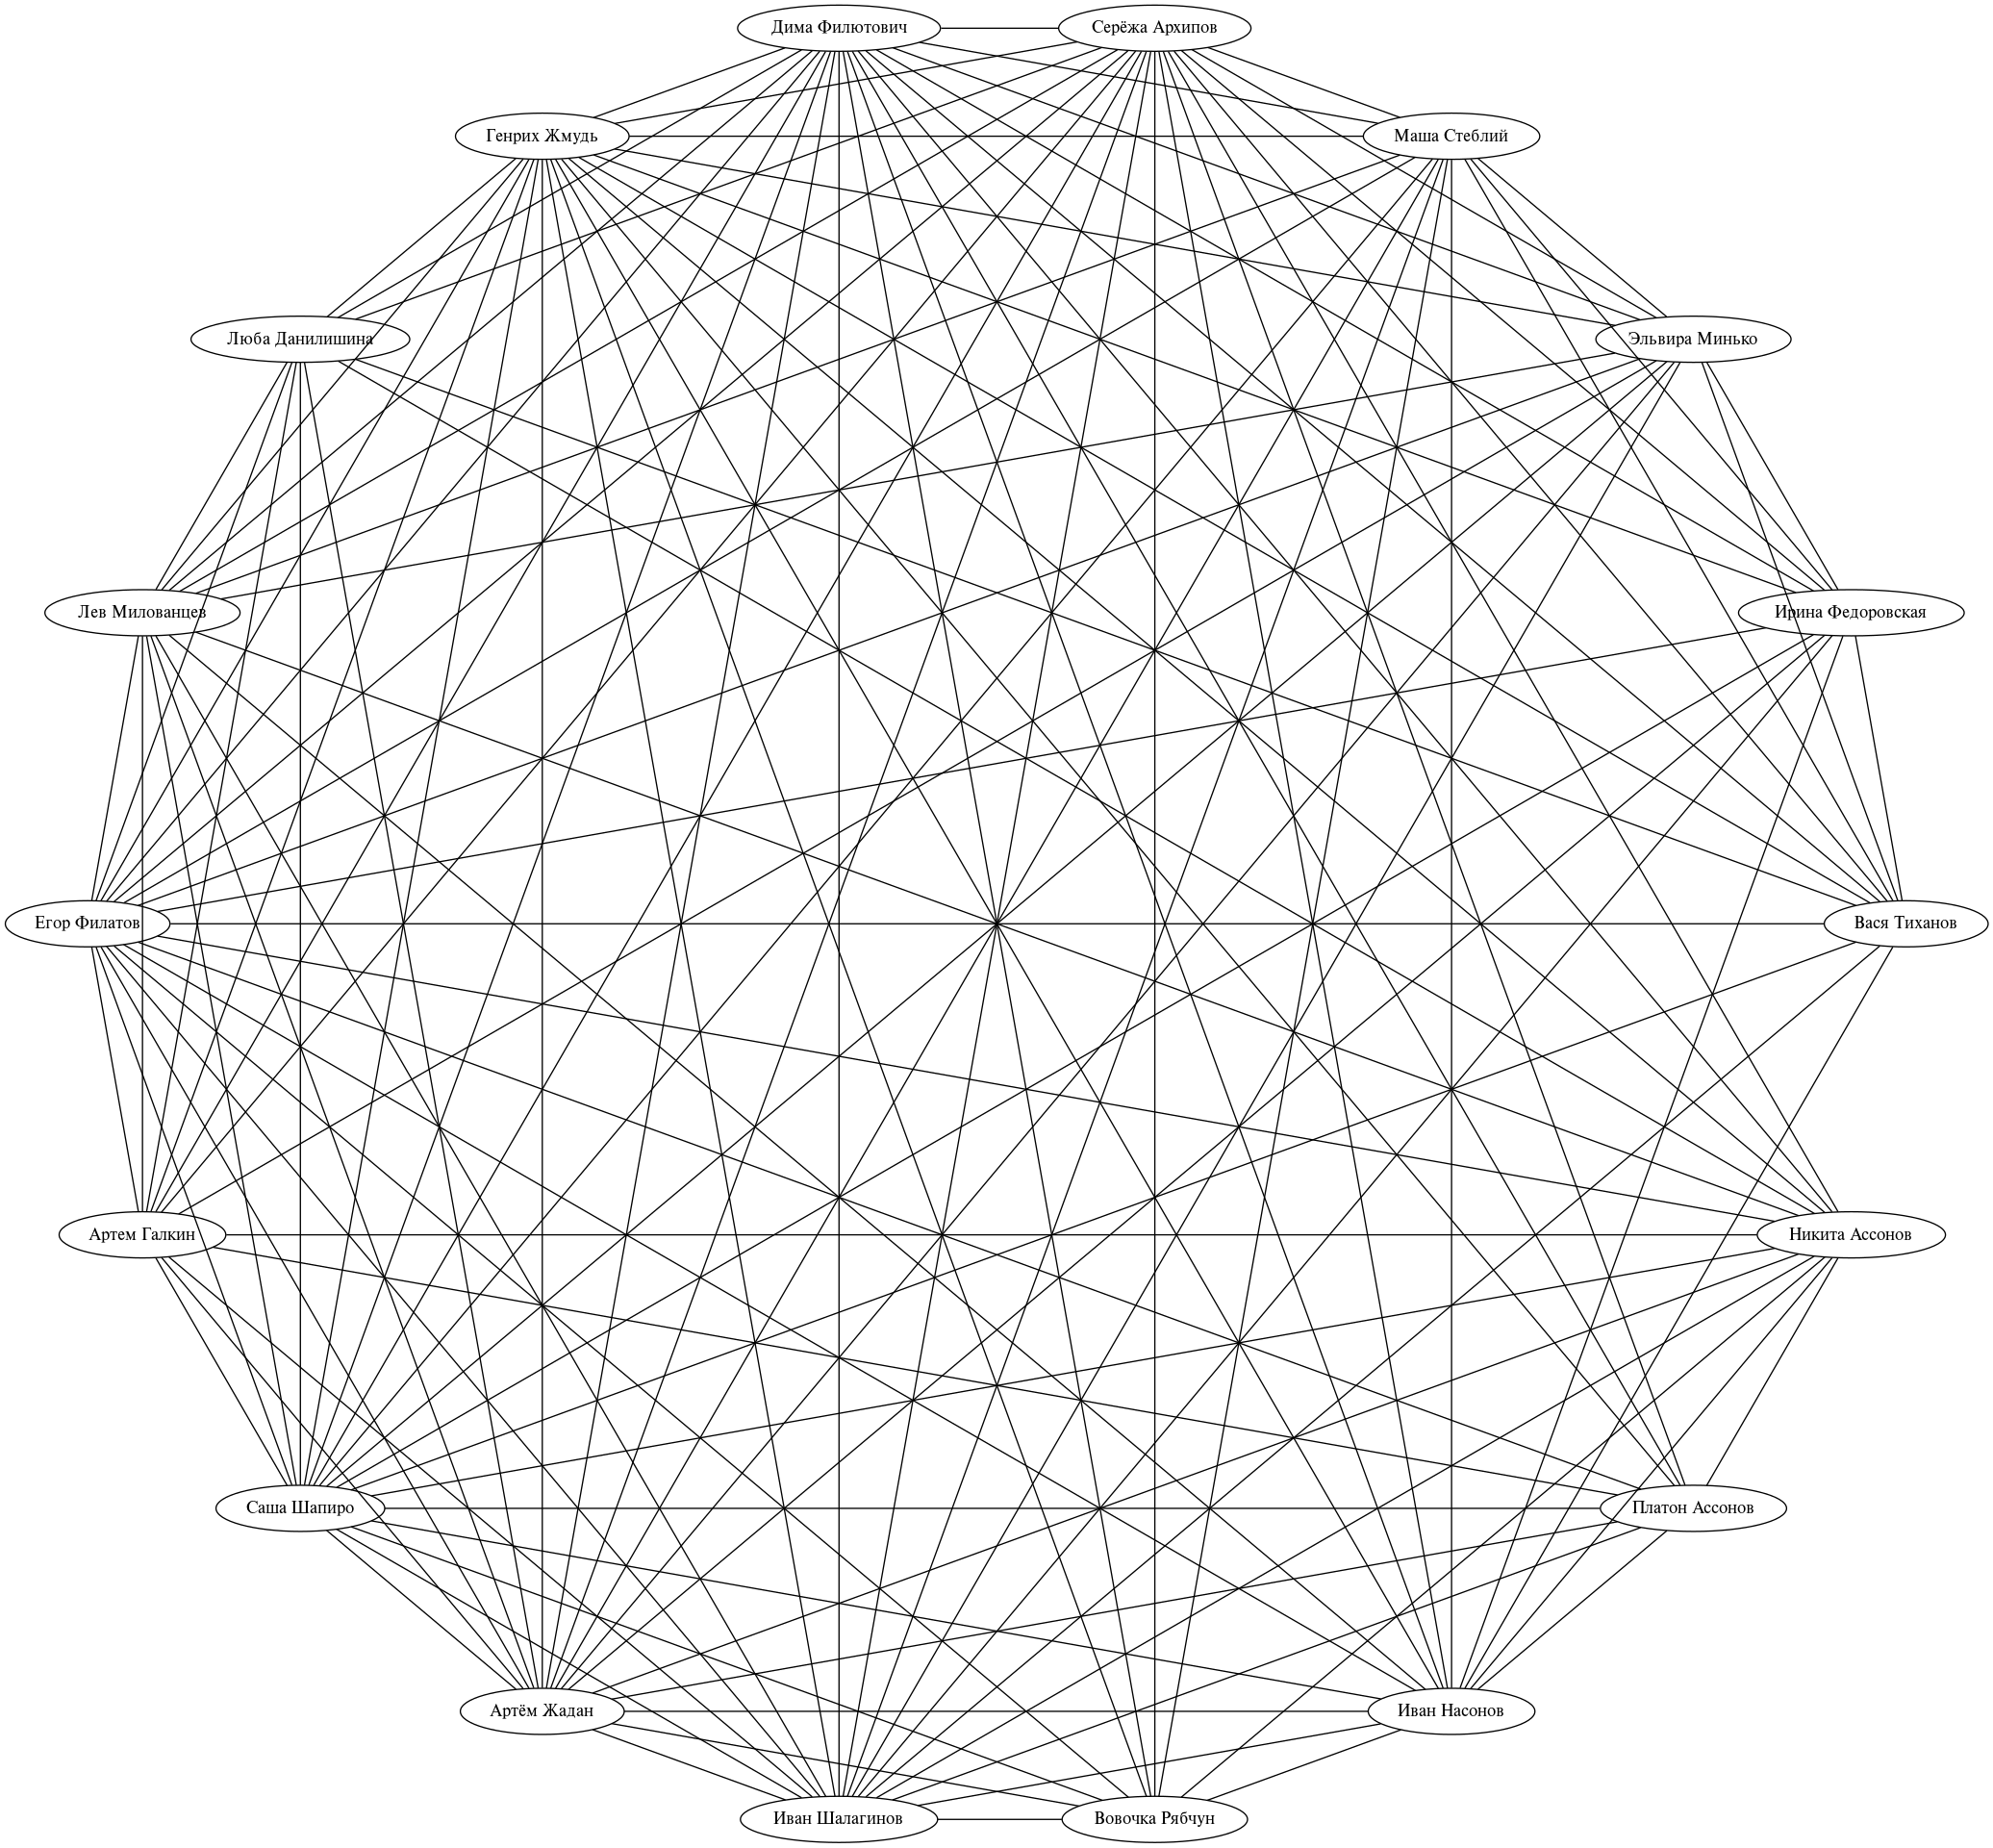 Дима Филютович
Серёжа Архипов
Генрих Жмудь
Маша Стеблий
Люба Данилишина
Эльвира Минько
Лев Милованцев
Ирина Федоровская
Егор Филатов
Вася Тиханов
Артем Галкин
Никита Ассонов
Саша Шапиро
Платон Ассонов
Артём Жадан
Иван Насонов
Иван Шалагинов
Вовочка Рябчун